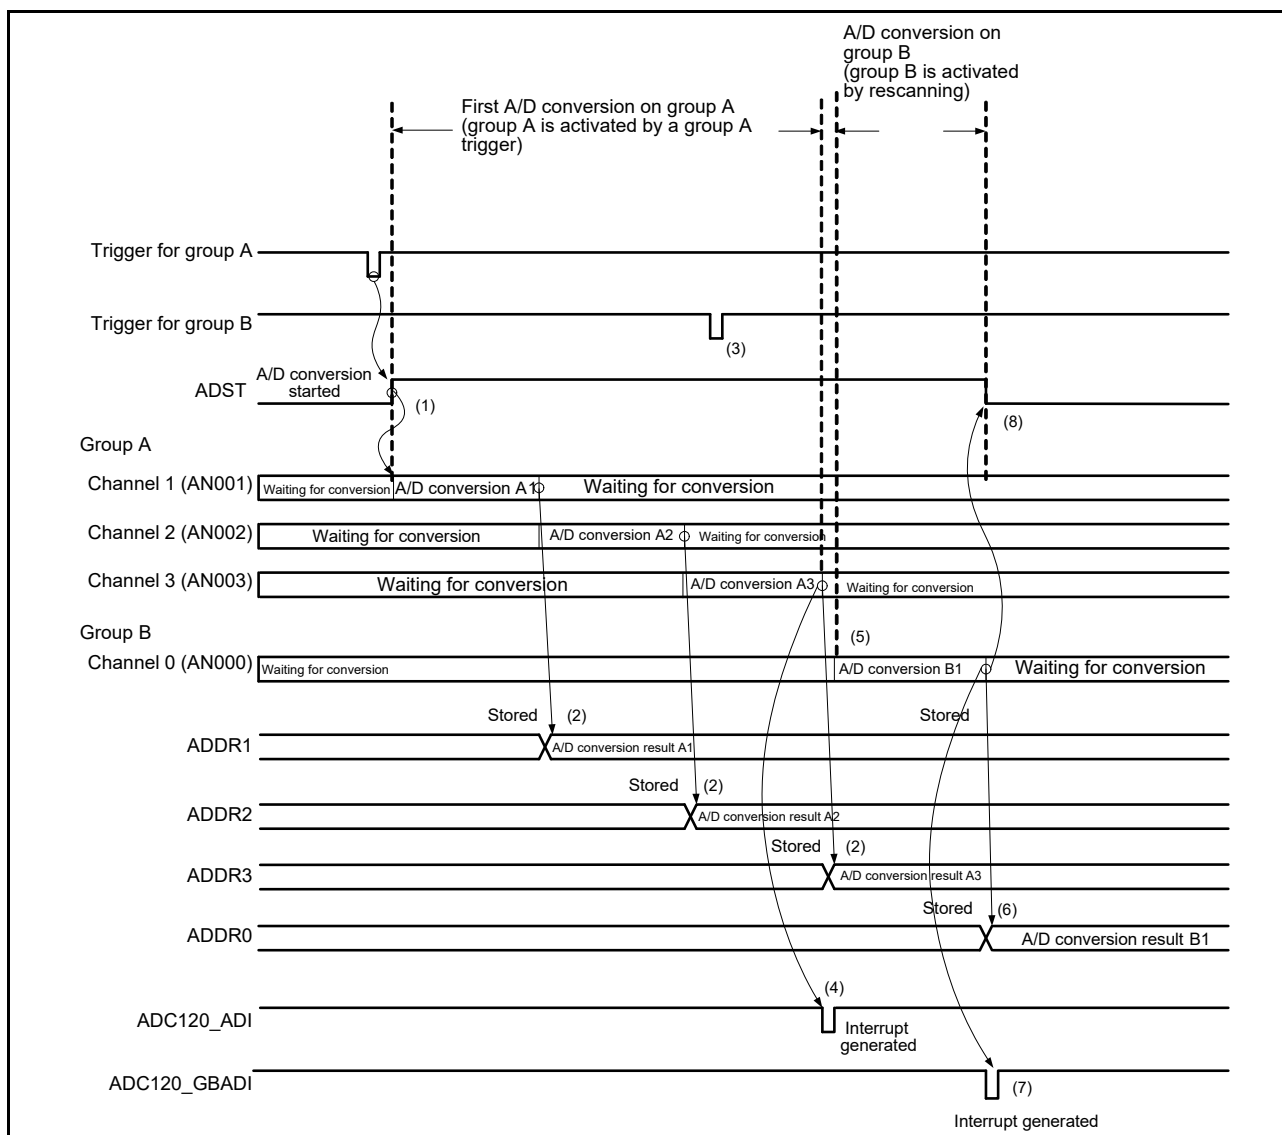 A/D conversion on
group B
(group B is activated
by rescanning)
First A/D conversion on group A
(group A is activated by a group A
trigger)
Trigger for group A
Trigger for group B
(3)
A/D conversion
started
ADST
(1)
(8)
Group A
Channel 1 (AN001)
Waiting for conversion
A/D conversion A1
Waiting for conversion
Channel 2 (AN002)
Waiting for conversion
A/D conversion A2
Waiting for conversion
Channel 3 (AN003)
Waiting for conversion
A/D conversion A3
Waiting for conversion
Group B
(5)
Channel 0 (AN000)
Waiting for conversion
A/D conversion B1
Waiting for conversion
Stored
(2)
Stored
ADDR1
A/D conversion result A1
Stored
(2)
ADDR2
A/D conversion result A2
Stored
(2)
ADDR3
A/D conversion result A3
Stored
(6)
ADDR0
A/D conversion result B1
(4)
ADC120_ADI
Interrupt
generated
ADC120_GBADI
(7)
Interrupt generated